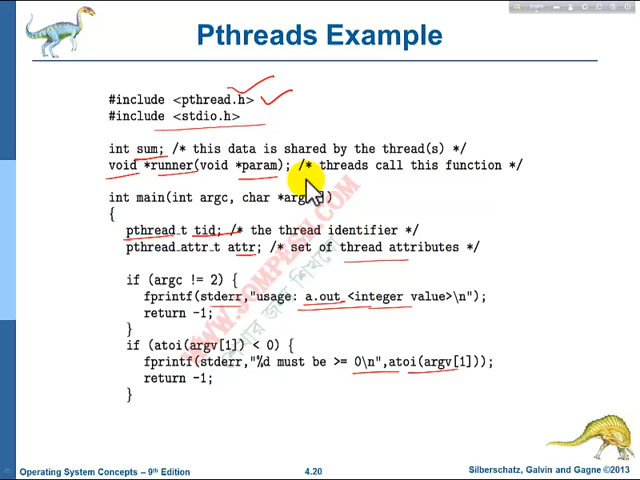 Pthreads Example
#include <pthread.h>
#include <stdio.h>
int sum; /* this data is shared by the thread(s) */
void *runner(void *param); /* threads call this function */
int main(int argc, char *argv[])
{
pthread_t tid; /* the thread identifier */
pthread_attr_t attr; /* set of thread attributes */
if (argc != 2) {
fprintf(stderr,"usage: a.out <integer value>\n");
return -1;
}
if (atoi(argv[1]) < 0) {
fprintf(stderr,"%d must be >= 0\n",atoi(argv[1]));
return -1;
}
Operating System Concepts – 9th Edition
4.20
Silberschatz, Galvin and Gagne ©2013